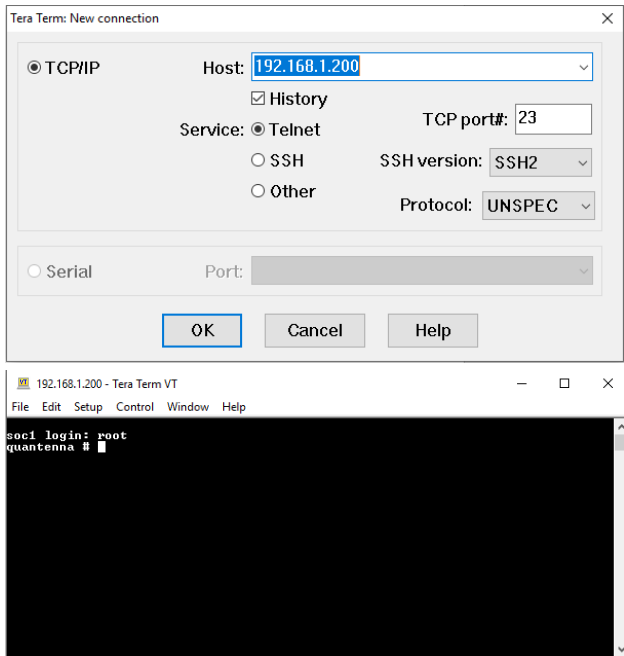 Tera Term: New connection
TCP/IP Host: 192.168.1.200
History
Service: Telnet TCP port#: 23
SSH SSH version: SSH2
Other Protocol: UNSPEC
Serial Port:
OK Cancel Help
VT 192.168.1.200 - Tera Term VT
File Edit Setup Control Window Help
soc1 login: root
quantenna #